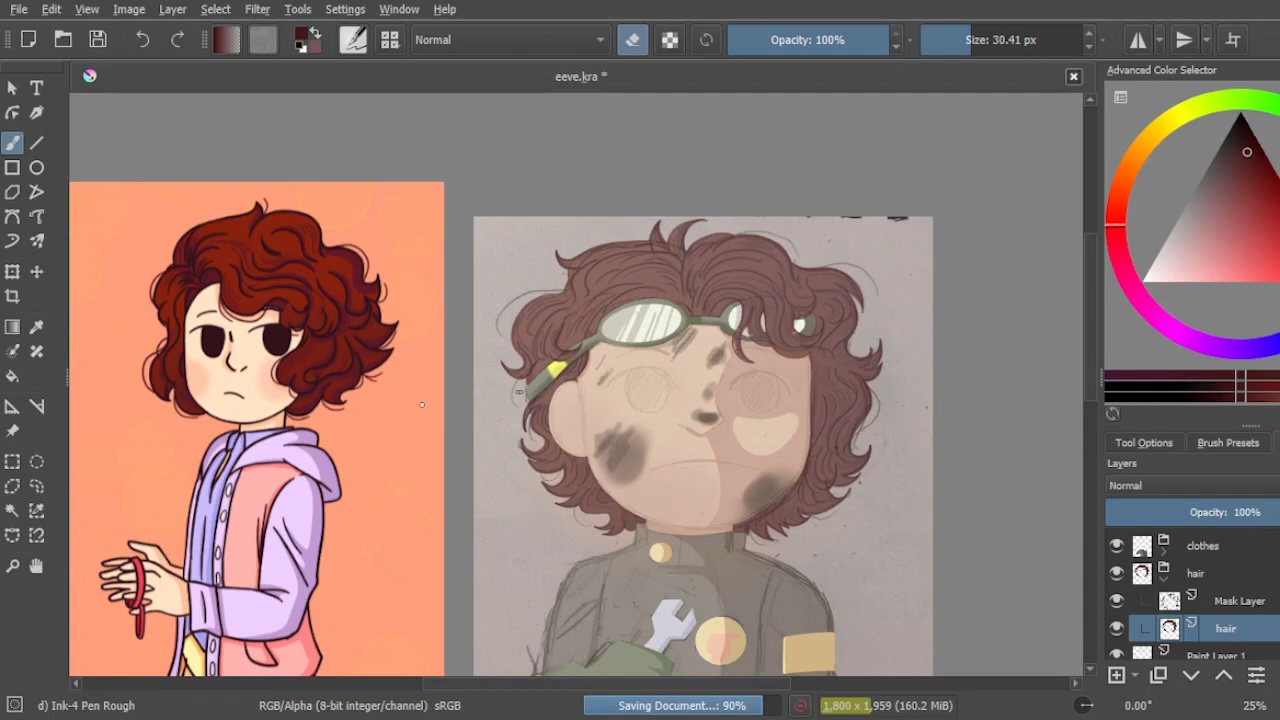 File Edit View Image Layer Select Filter Tools Settings Window Help
Normal Opacity: 100% Size: 30.41 px
eeve.kra *
Advanced Color Selector
Tool Options Brush Presets
Layers
Normal
Opacity: 100%
clothes
hair
Mask Layer
hair
Paint Layer 1
d) Ink-4 Pen Rough RGB/Alpha (8-bit integer/channel) sRGB Saving Document...: 90% 1,800 x 1,959 (160.2 MiB) 0.00° 25%